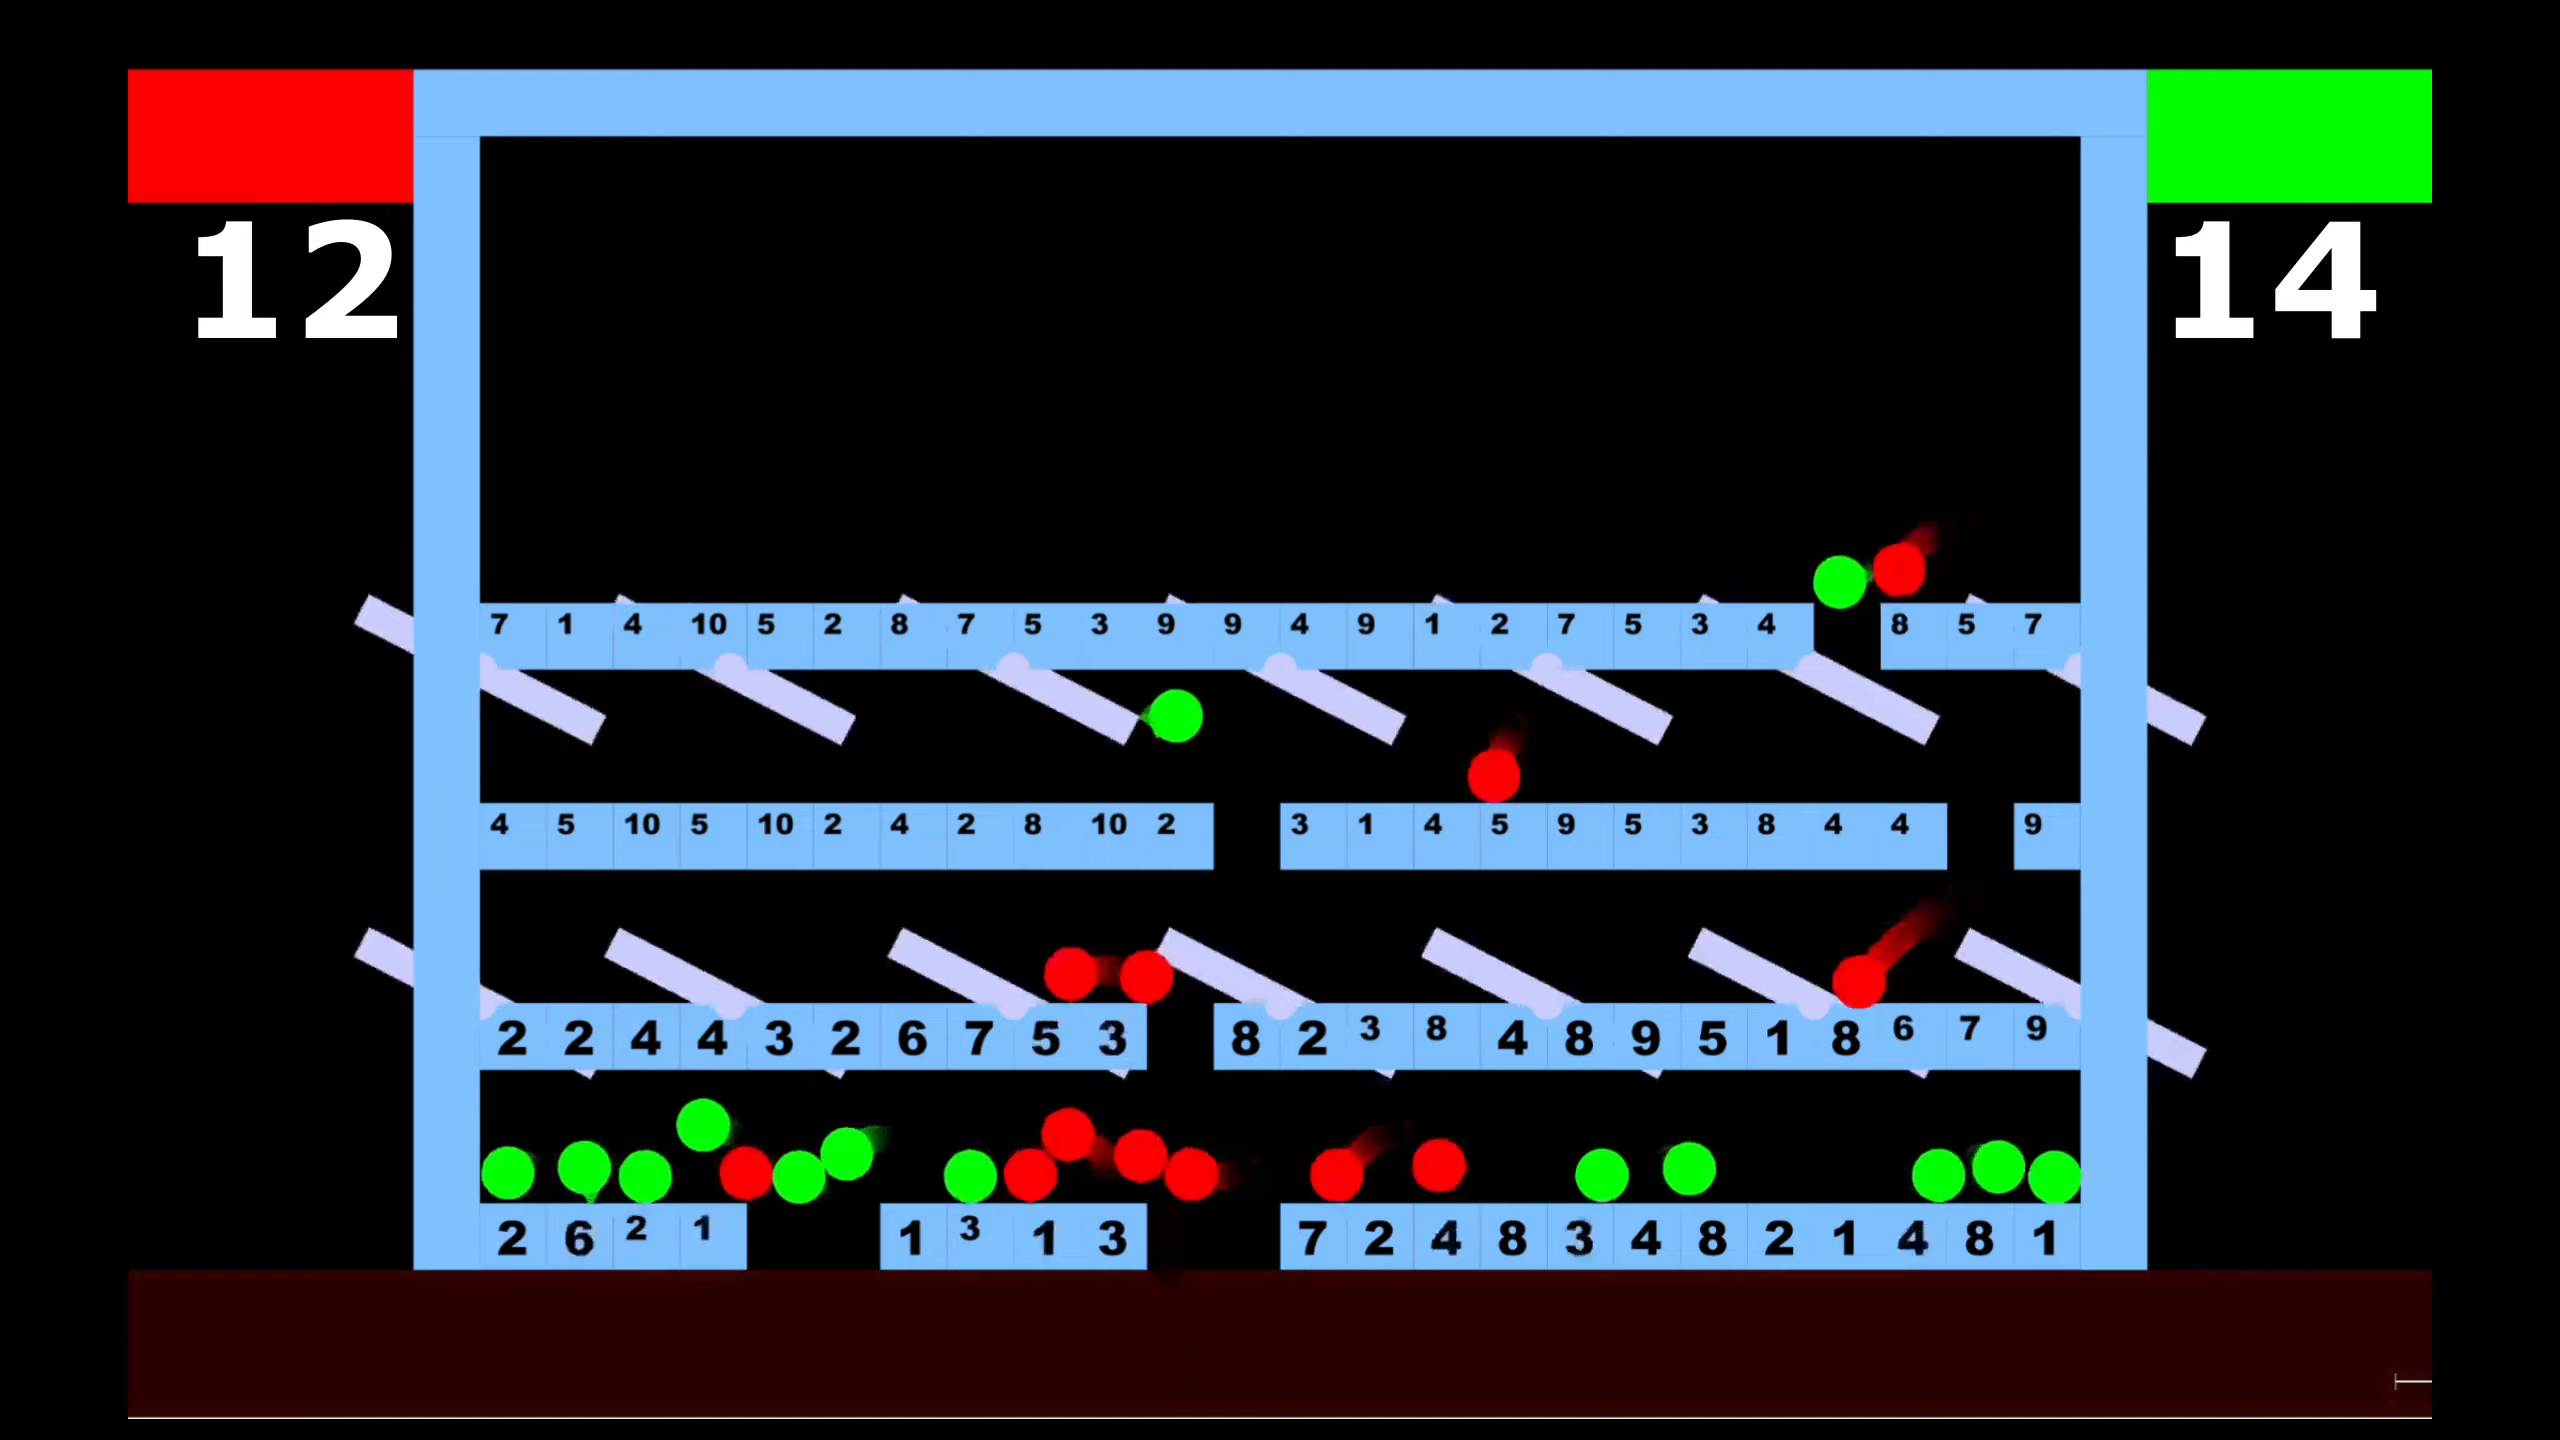 12 14
7 1 4 10 5 2 8 7 5 3 9 9 4 9 1 2 7 5 3 4 8 5 7
4 5 10 5 10 2 4 2 8 10 2 3 1 4 5 9 5 3 8 4 4 9
2 2 4 4 3 2 6 7 5 3 8 2 3 8 4 8 9 5 1 8 6 7 9
2 6 2 1 1 3 1 3 7 2 4 8 3 4 8 2 1 4 8 1